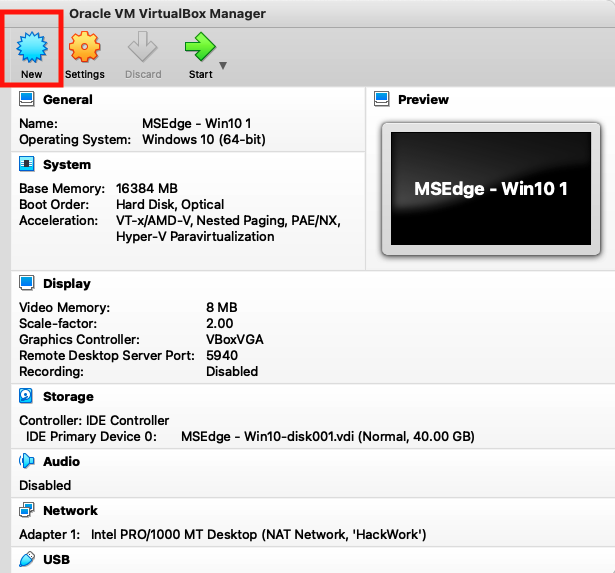 Oracle VM VirtualBox Manager
New Settings Discard Start
General
Name: MSEdge - Win10 1
Operating System: Windows 10 (64-bit)
System
Base Memory: 16384 MB
Boot Order: Hard Disk, Optical
Acceleration: VT-x/AMD-V, Nested Paging, PAE/NX,
Hyper-V Paravirtualization
Preview
MSEdge - Win10 1
Display
Video Memory: 8 MB
Scale-factor: 2.00
Graphics Controller: VBoxVGA
Remote Desktop Server Port: 5940
Recording: Disabled
Storage
Controller: IDE Controller
IDE Primary Device 0: MSEdge - Win10-disk001.vdi (Normal, 40.00 GB)
Audio
Disabled
Network
Adapter 1: Intel PRO/1000 MT Desktop (NAT Network, 'HackWork')
USB